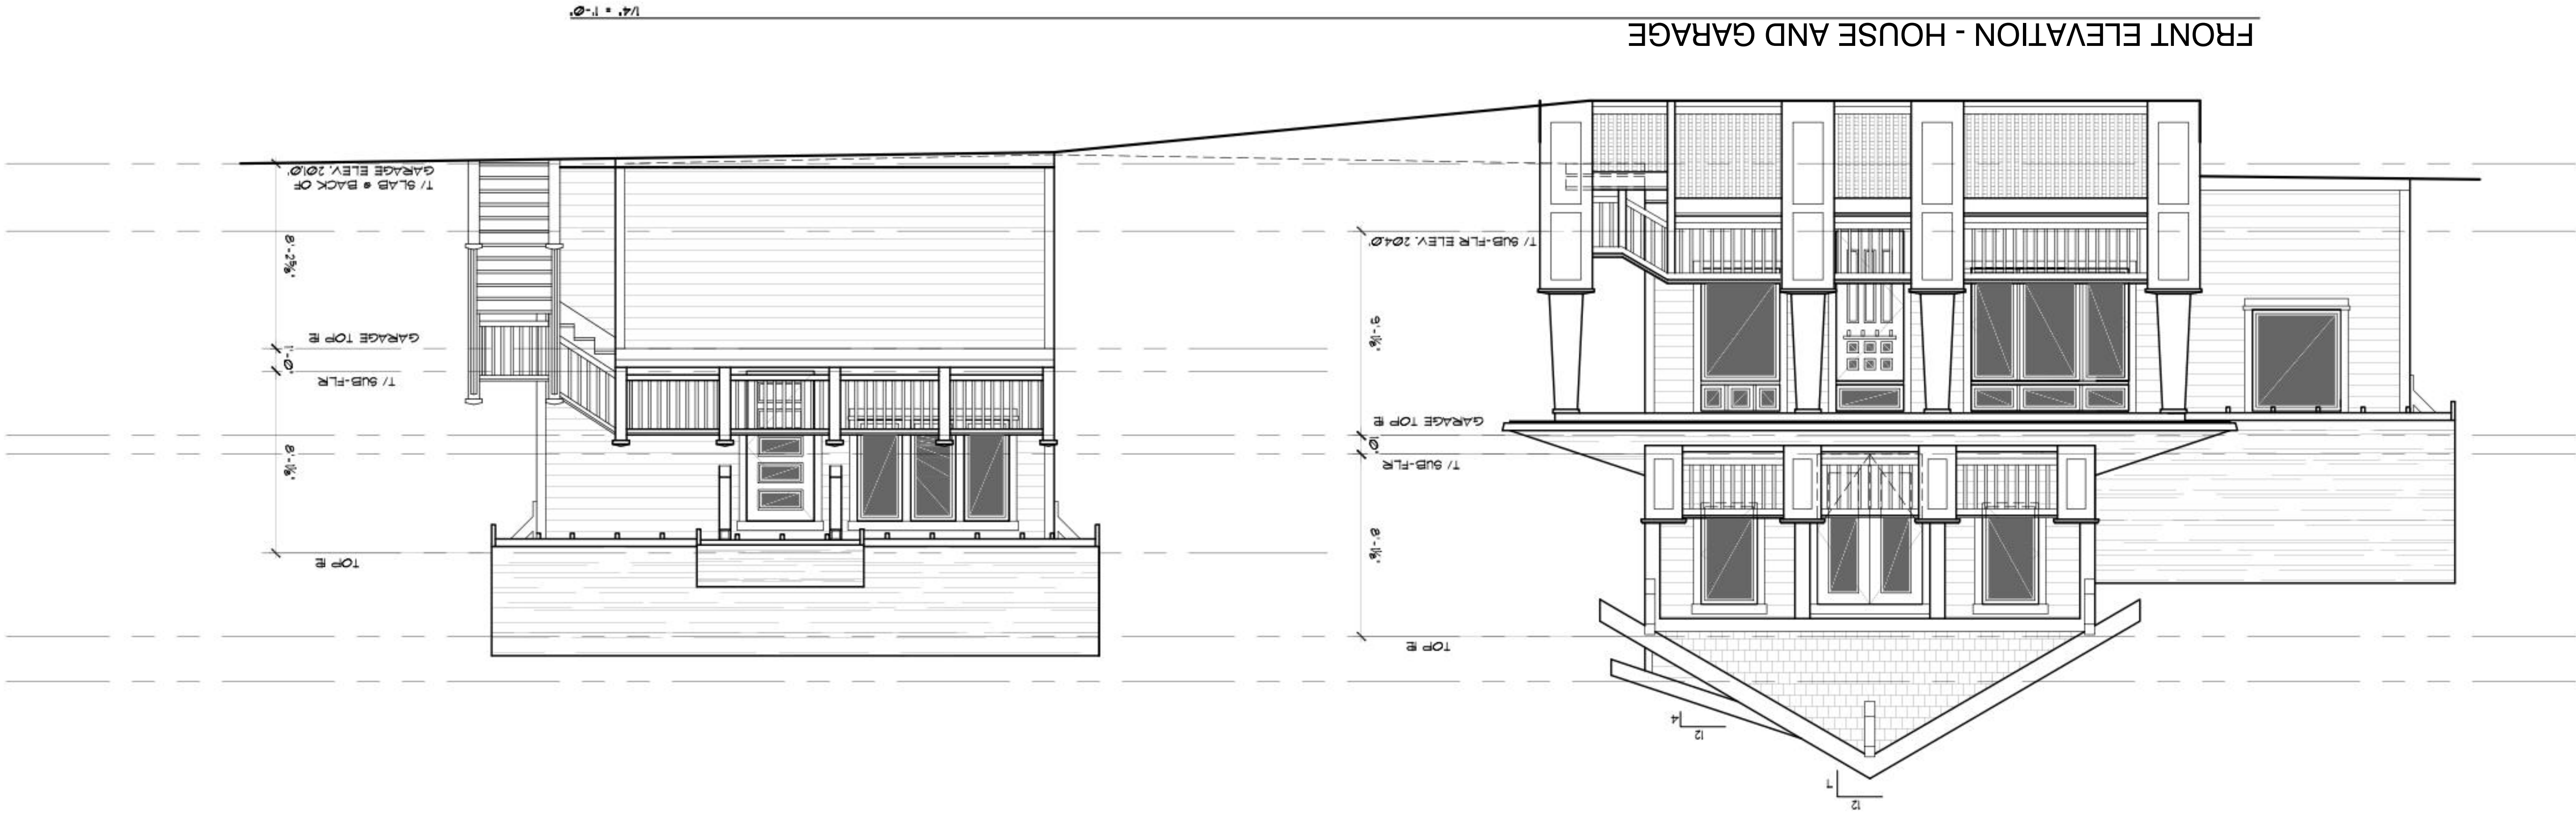 12
7
12
4
TOP PL
8'-1⅛"
T/ SUB-FLR
10"
GARAGE TOP PL
9'-1⅛"
T/ SUB-FLR ELEV. 204.0'
TOP PL
8'-1⅛"
T/ SUB-FLR
1'-0"
GARAGE TOP PL
8'-2⅝"
T/ SLAB @ BACK OF
GARAGE ELEV. 201.0'
FRONT ELEVATION - HOUSE AND GARAGE
1/4" = 1'-0"